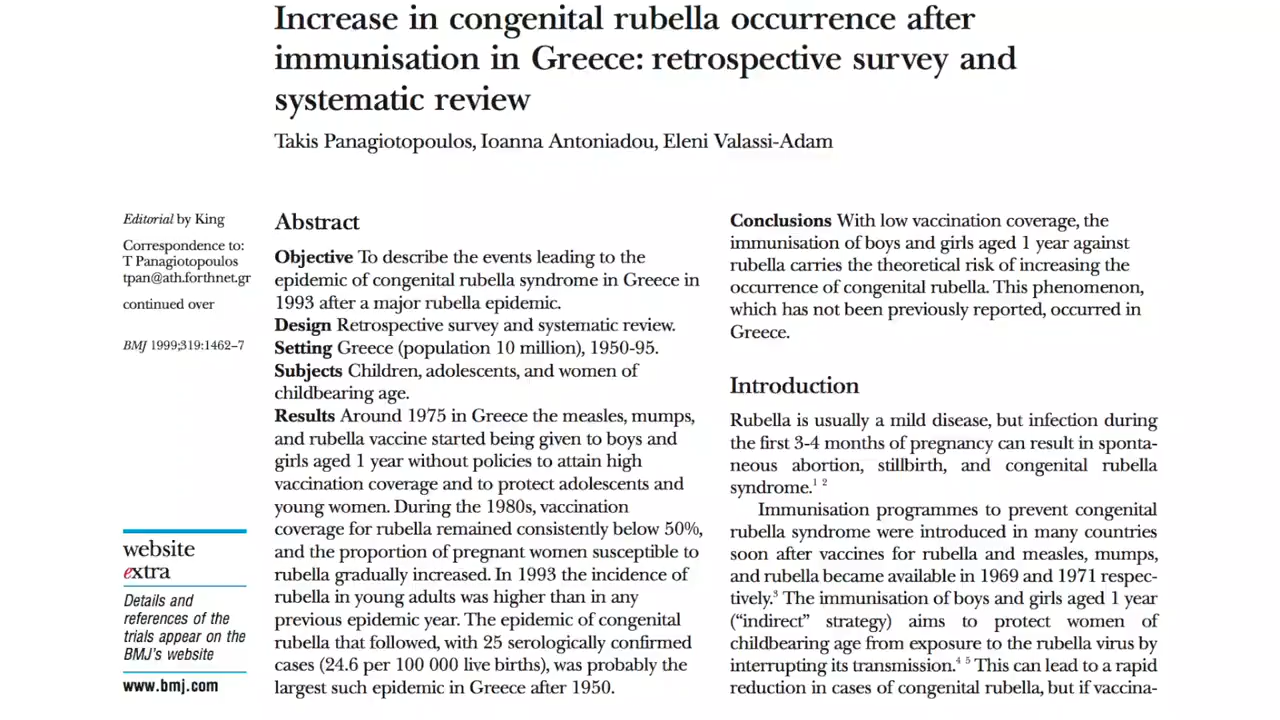 Increase in congenital rubella occurrence after
immunisation in Greece: retrospective survey and
systematic review
Takis Panagiotopoulos, Ioanna Antoniadou, Eleni Valassi-Adam
Editorial by King
Correspondence to:
T Panagiotopoulos
tpan@ath.forthnet.gr
continued over
BMJ 1999;319:1462–7
website
extra
Details and
references of the
trials appear on the
BMJ's website
www.bmj.com
Abstract
Objective To describe the events leading to the
epidemic of congenital rubella syndrome in Greece in
1993 after a major rubella epidemic.
Design Retrospective survey and systematic review.
Setting Greece (population 10 million), 1950-95.
Subjects Children, adolescents, and women of
childbearing age.
Results Around 1975 in Greece the measles, mumps,
and rubella vaccine started being given to boys and
girls aged 1 year without policies to attain high
vaccination coverage and to protect adolescents and
young women. During the 1980s, vaccination
coverage for rubella remained consistently below 50%,
and the proportion of pregnant women susceptible to
rubella gradually increased. In 1993 the incidence of
rubella in young adults was higher than in any
previous epidemic year. The epidemic of congenital
rubella that followed, with 25 serologically confirmed
cases (24.6 per 100 000 live births), was probably the
largest such epidemic in Greece after 1950.
Conclusions With low vaccination coverage, the
immunisation of boys and girls aged 1 year against
rubella carries the theoretical risk of increasing the
occurrence of congenital rubella. This phenomenon,
which has not been previously reported, occurred in
Greece.
Introduction
Rubella is usually a mild disease, but infection during
the first 3-4 months of pregnancy can result in sponta-
neous abortion, stillbirth, and congenital rubella
syndrome.1 2
Immunisation programmes to prevent congenital
rubella syndrome were introduced in many countries
soon after vaccines for rubella and measles, mumps,
and rubella became available in 1969 and 1971 respec-
tively.3 The immunisation of boys and girls aged 1 year
("indirect" strategy) aims to protect women of
childbearing age from exposure to the rubella virus by
interrupting its transmission.4 5 This can lead to a rapid
reduction in cases of congenital rubella, but if vaccina-